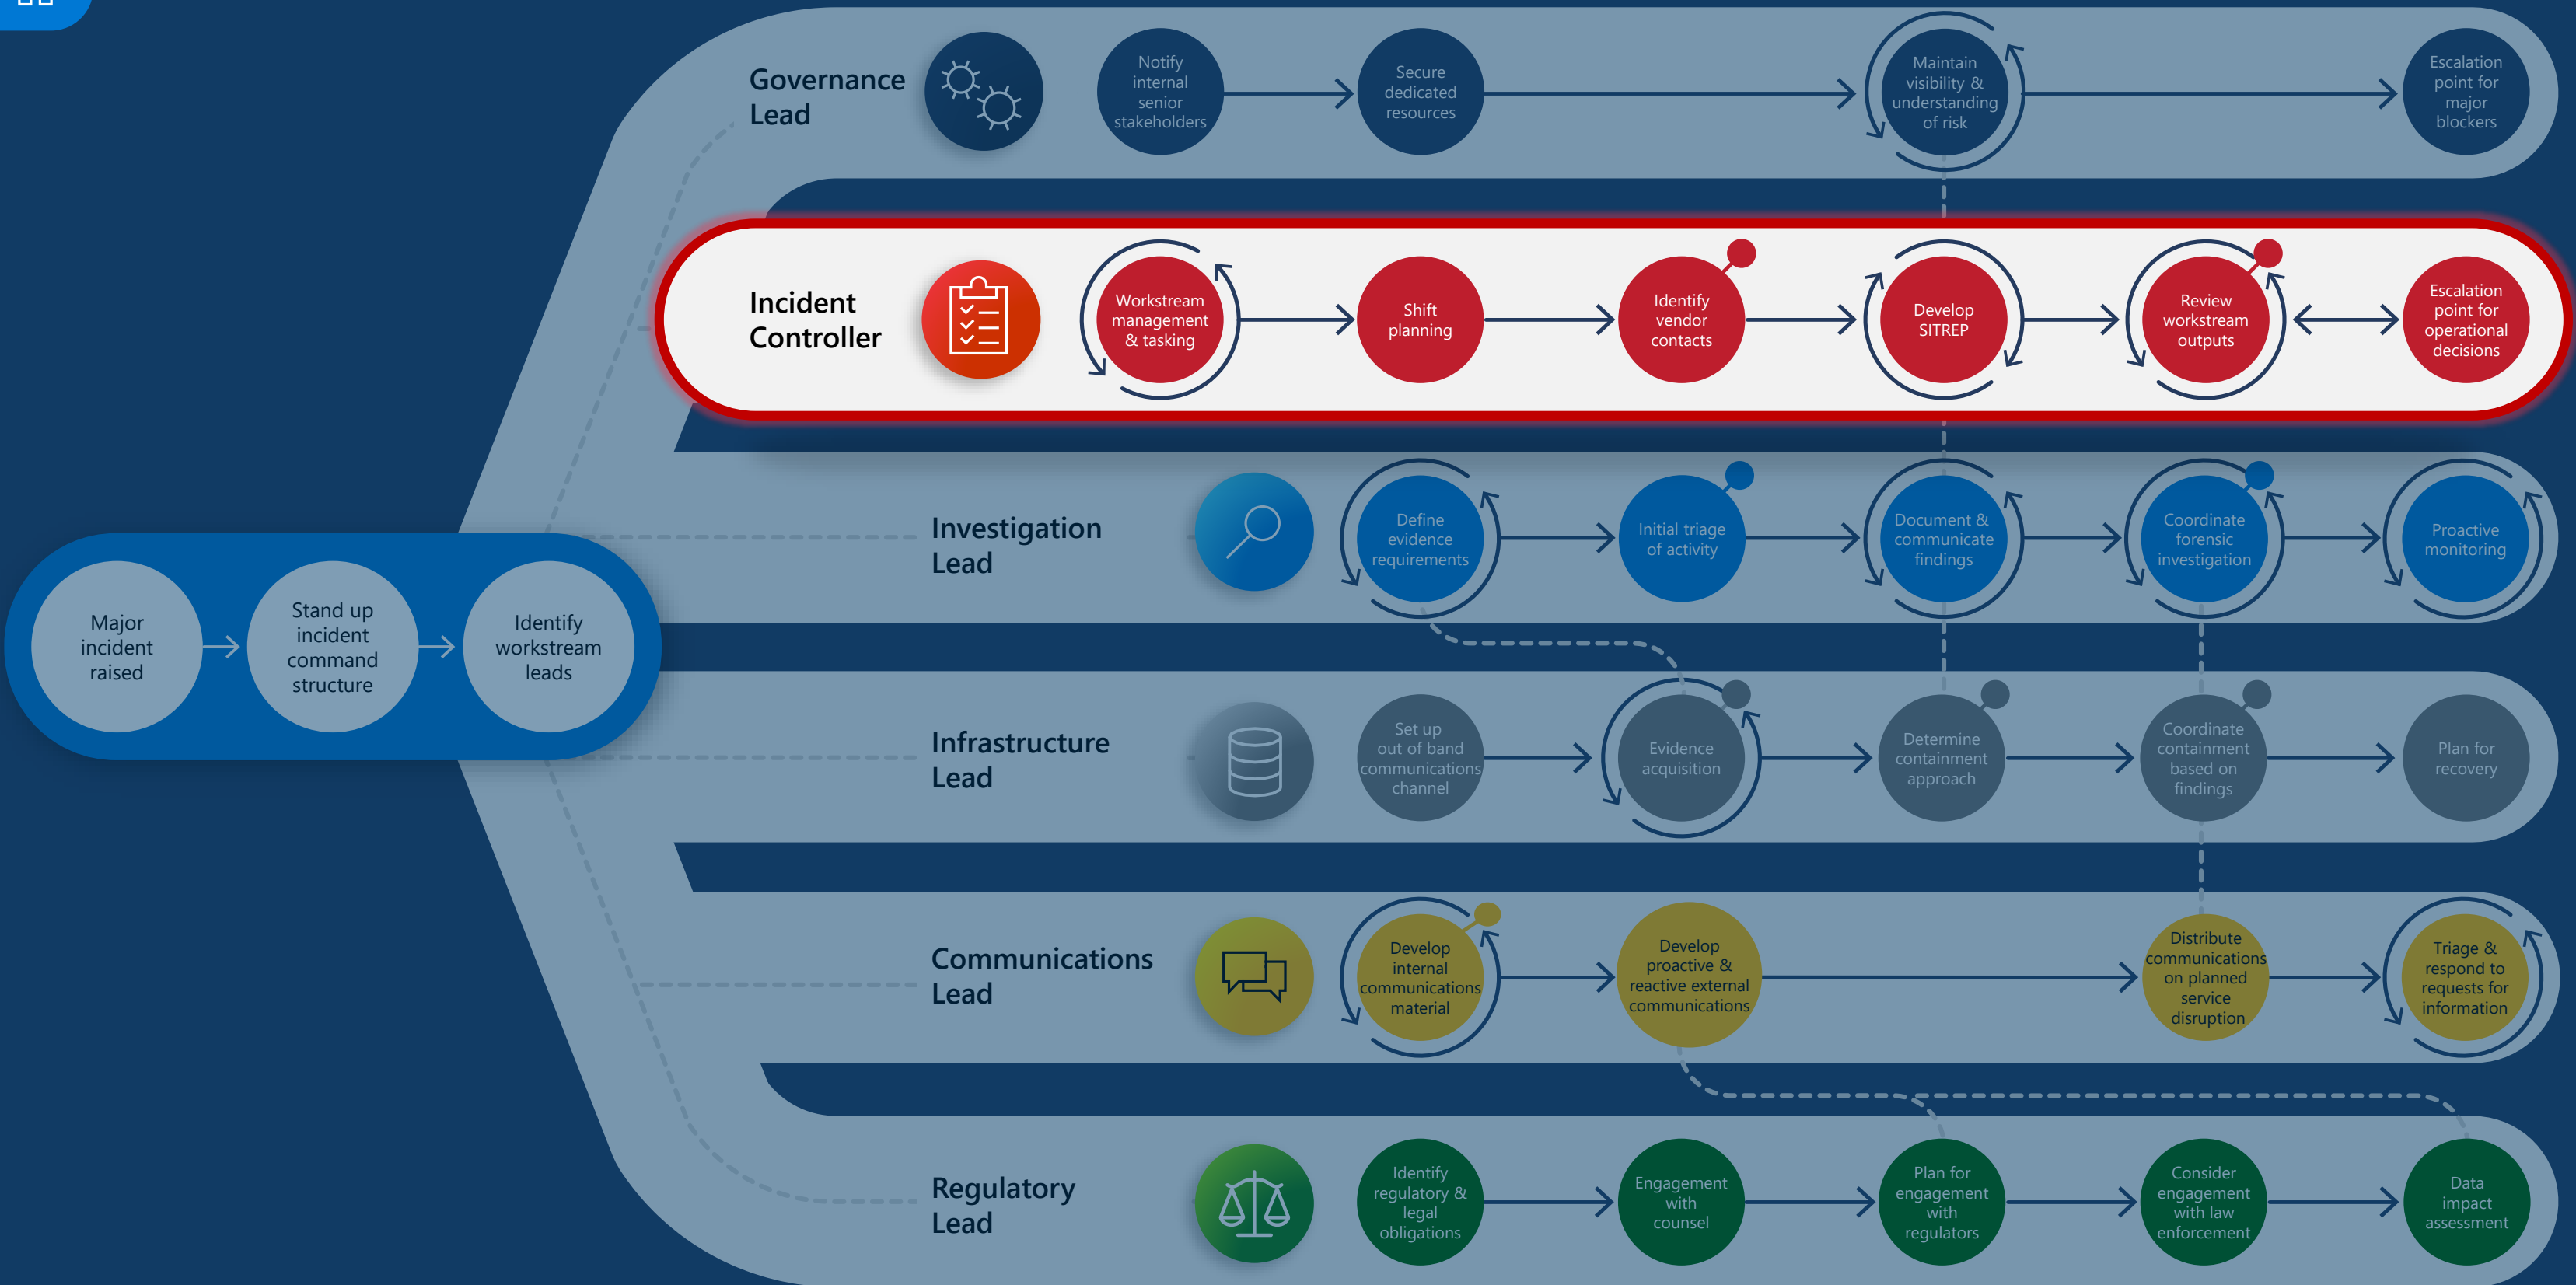 Governance
Lead
Notify
internal
senior
stakeholders
Secure
dedicated
resources
Maintain
visibility &
understanding
of risk
Escalation
point for
major
blockers
Incident
Controller
Workstream
management
& tasking
Shift
planning
Identify
vendor
contacts
Develop
SITREP
Review
workstream
outputs
Escalation
point for
operational
decisions
Major
incident
raised
Stand up
incident
command
structure
Identify
workstream
leads
Investigation
Lead
Define
evidence
requirements
Initial triage
of activity
Document &
communicate
findings
Coordinate
forensic
investigation
Proactive
monitoring
Infrastructure
Lead
Set up
out of band
communications
channel
Evidence
acquisition
Determine
containment
approach
Coordinate
containment
based on
findings
Plan for
recovery
Communications
Lead
Develop
internal
communications
material
Develop
proactive &
reactive external
communications
Distribute
communications
on planned
service
disruption
Triage &
respond to
requests for
information
Regulatory
Lead
Identify
regulatory &
legal
obligations
Engagement
with
counsel
Plan for
engagement
with
regulators
Consider
engagement
with law
enforcement
Data
impact
assessment